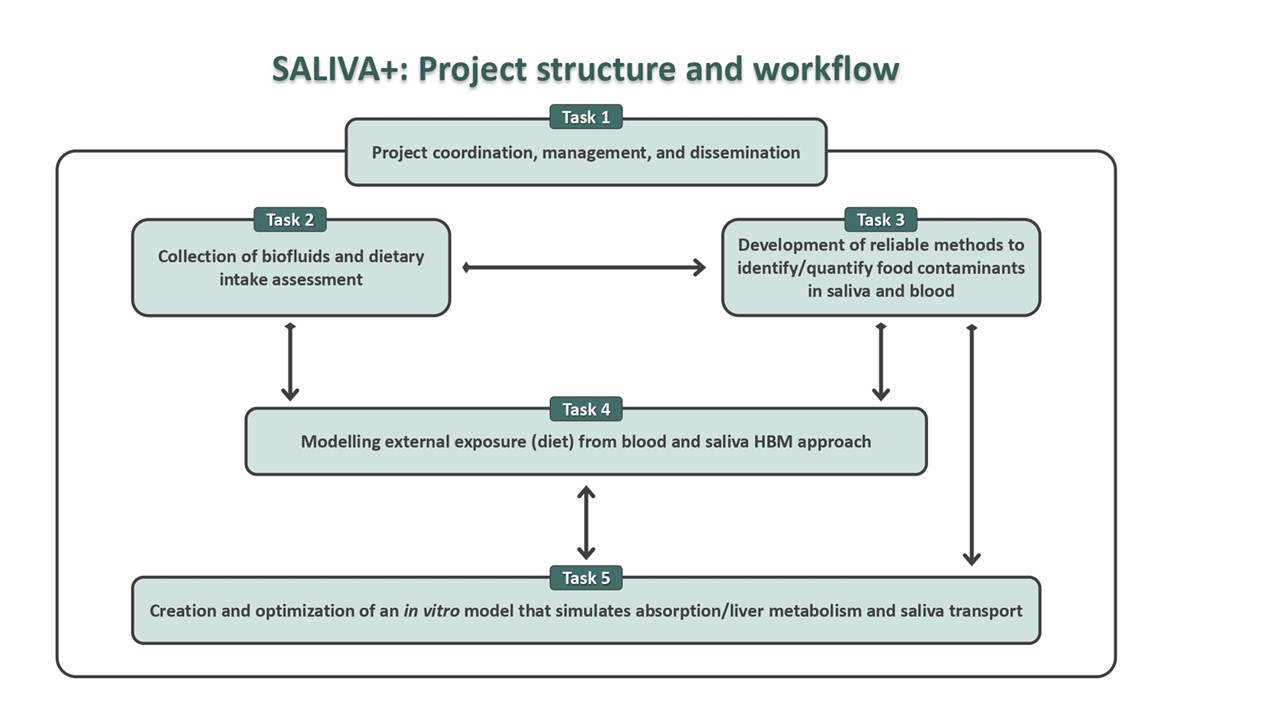 SALIVA+: Project structure and workflow
Task 1
Project coordination, management, and dissemination
Task 2
Collection of biofluids and dietary
intake assessment
Task 3
Development of reliable methods to
identify/quantify food contaminants
in saliva and blood
Task 4
Modelling external exposure (diet) from blood and saliva HBM approach
Task 5
Creation and optimization of an in vitro model that simulates absorption/liver metabolism and saliva transport